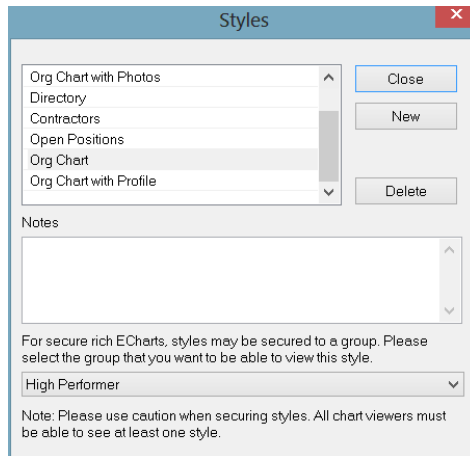 Styles
Org Chart with Photos
Directory
Contractors
Open Positions
Org Chart
Org Chart with Profile
Close
New
Delete
Notes
For secure rich ECharts, styles may be secured to a group. Please
select the group that you want to be able to view this style.
High Performer
Note: Please use caution when securing styles. All chart viewers must
be able to see at least one style.